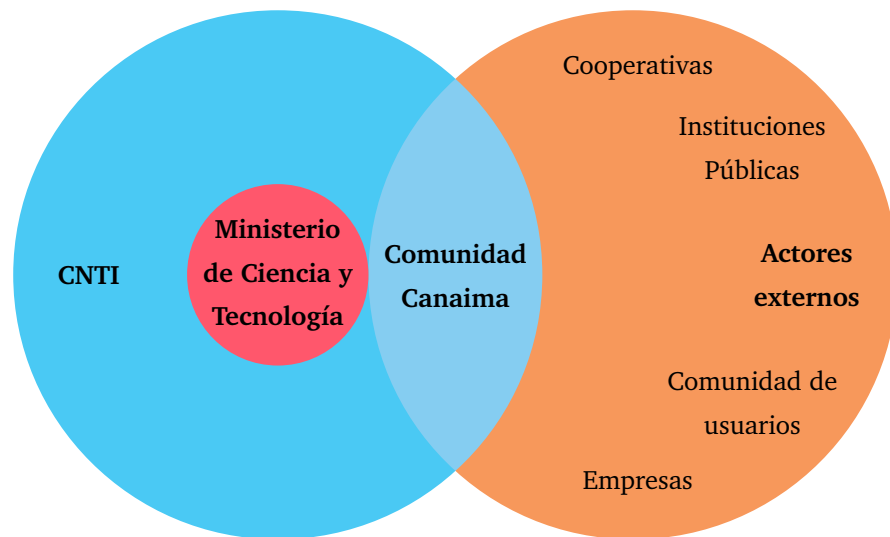 Cooperativas
Instituciones
Públicas
CNTI
Ministerio
de Ciencia y
Tecnología
Comunidad
Canaima
Actores
externos
Comunidad de
usuarios
Empresas